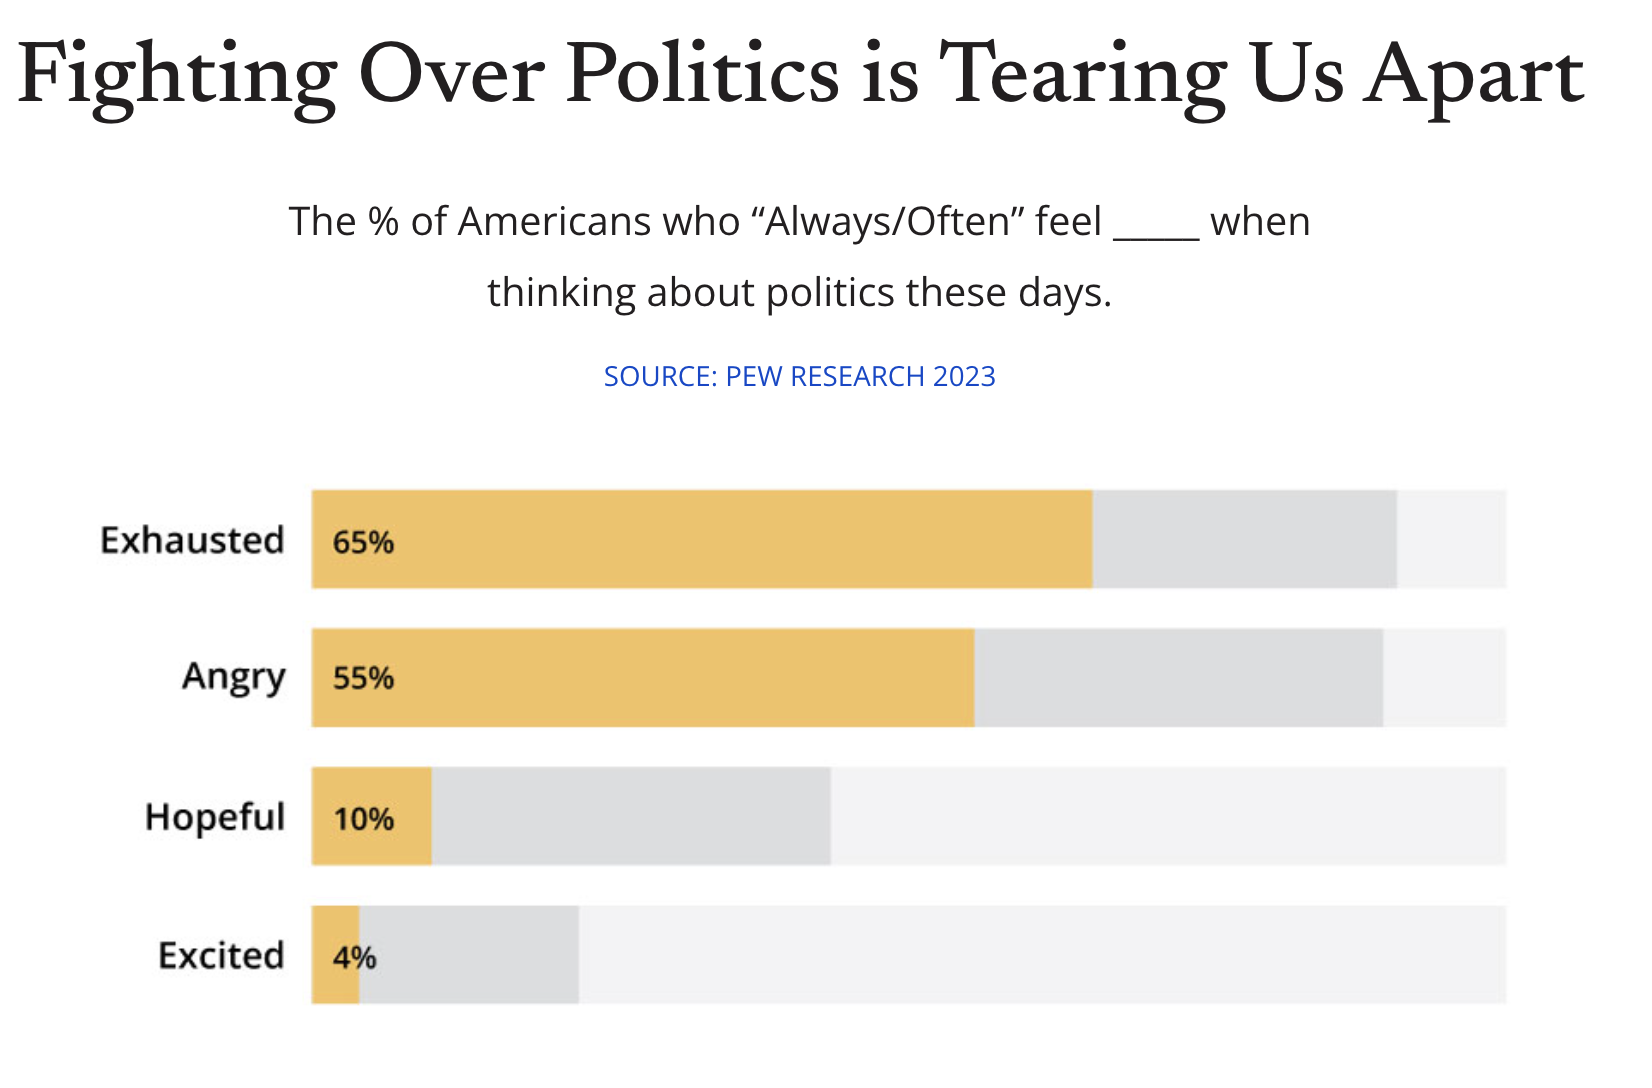 Fighting Over Politics is Tearing Us Apart
The % of Americans who “Always/Often” feel _____ when
thinking about politics these days.
SOURCE: PEW RESEARCH 2023
Exhausted 65%
Angry 55%
Hopeful 10%
Excited 4%